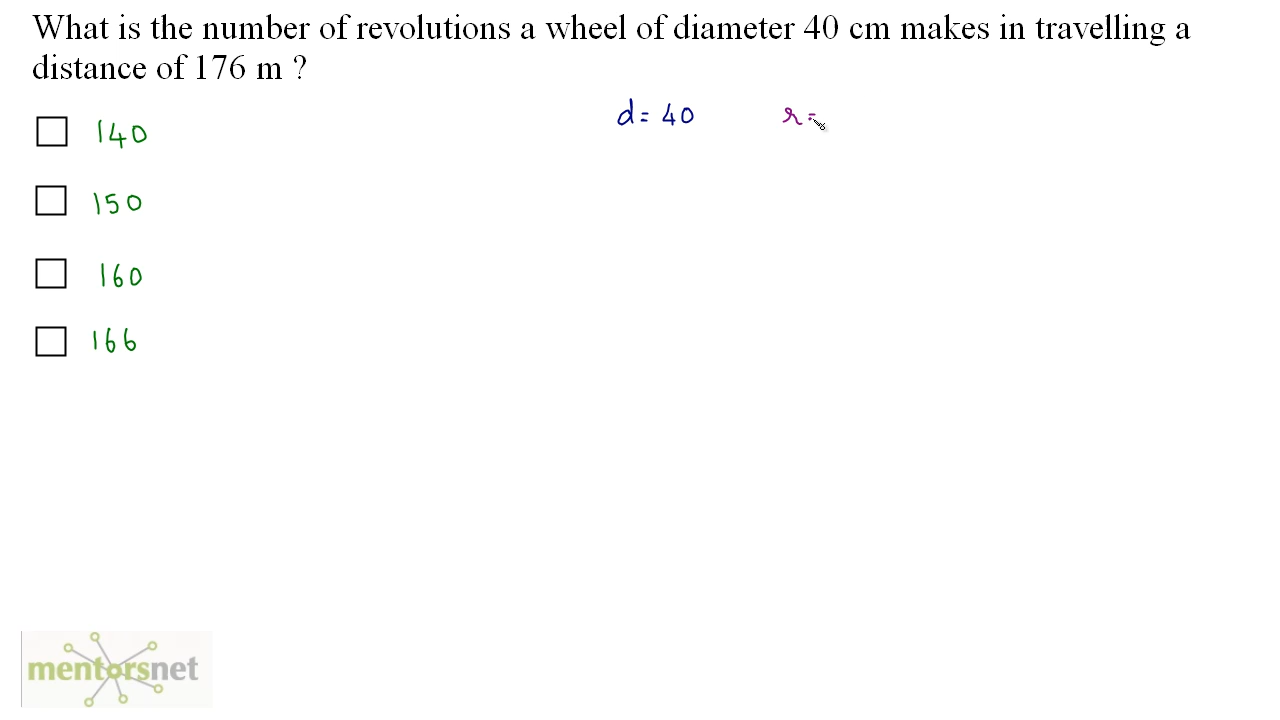 What is the number of revolutions a wheel of diameter 40 cm makes in travelling a
distance of 176 m ?
d = 40 r =
140
150
160
166
mentorsnet